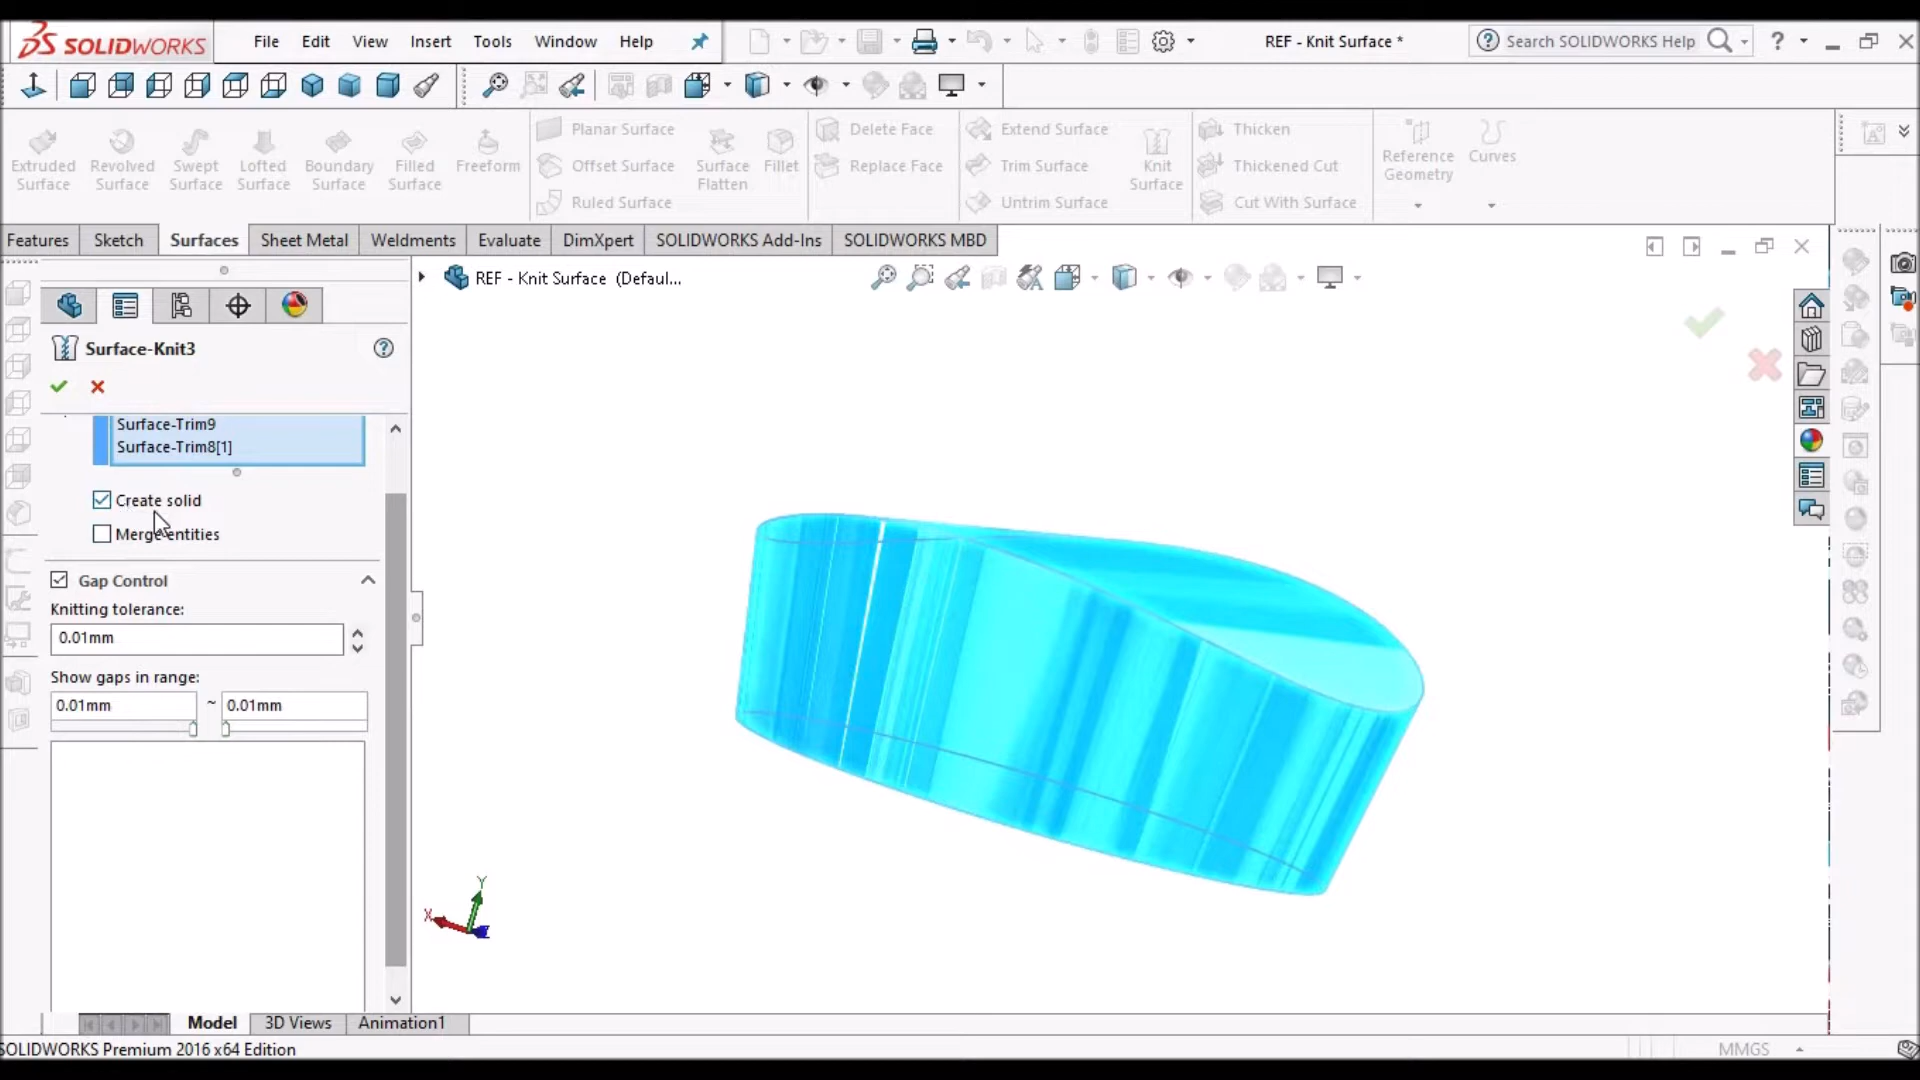 SOLIDWORKS File Edit View Insert Tools Window Help REF - Knit Surface * Search SOLIDWORKS Help ?
Extruded Surface
Revolved Surface
Swept Surface
Lofted Surface
Boundary Surface
Filled Surface
Freeform
Planar Surface
Offset Surface
Ruled Surface
Surface Flatten
Fillet
Delete Face
Replace Face
Extend Surface
Trim Surface
Untrim Surface
Knit Surface
Thicken
Thickened Cut
Cut With Surface
Reference Geometry
Curves
Features Sketch Surfaces Sheet Metal Weldments Evaluate DimXpert SOLIDWORKS Add-Ins SOLIDWORKS MBD
REF - Knit Surface (Defaul...
Surface-Knit3
Surface-Trim9
Surface-Trim8[1]
Create solid
Merge entities
Gap Control
Knitting tolerance:
0.01mm
Show gaps in range:
0.01mm ~ 0.01mm
Y
X
Z
Model 3D Views Animation1
SOLIDWORKS Premium 2016 x64 Edition MMGS